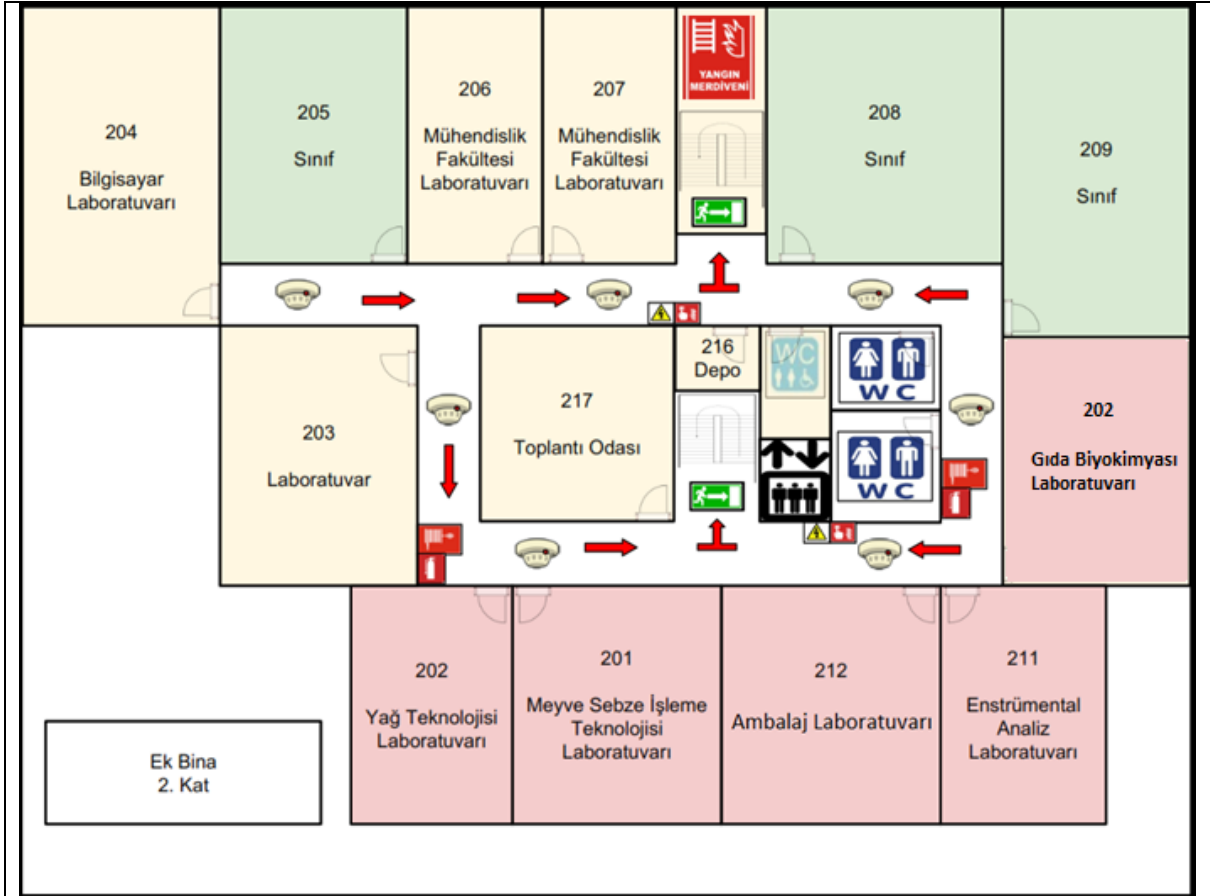 204
Bilgisayar
Laboratuvarı
205
Sınıf
206
Mühendislik
Fakültesi
Laboratuvarı
207
Mühendislik
Fakültesi
Laboratuvarı
YANGIN
MERDİVENİ
208
Sınıf
209
Sınıf
203
Laboratuvar
217
Toplantı Odası
216
Depo
WC
WC
WC
202
Gıda Biyokimyası
Laboratuvarı
202
Yağ Teknolojisi
Laboratuvarı
201
Meyve Sebze İşleme
Teknolojisi
Laboratuvarı
212
Ambalaj Laboratuvarı
211
Enstrümental
Analiz
Laboratuvarı
Ek Bina
2. Kat